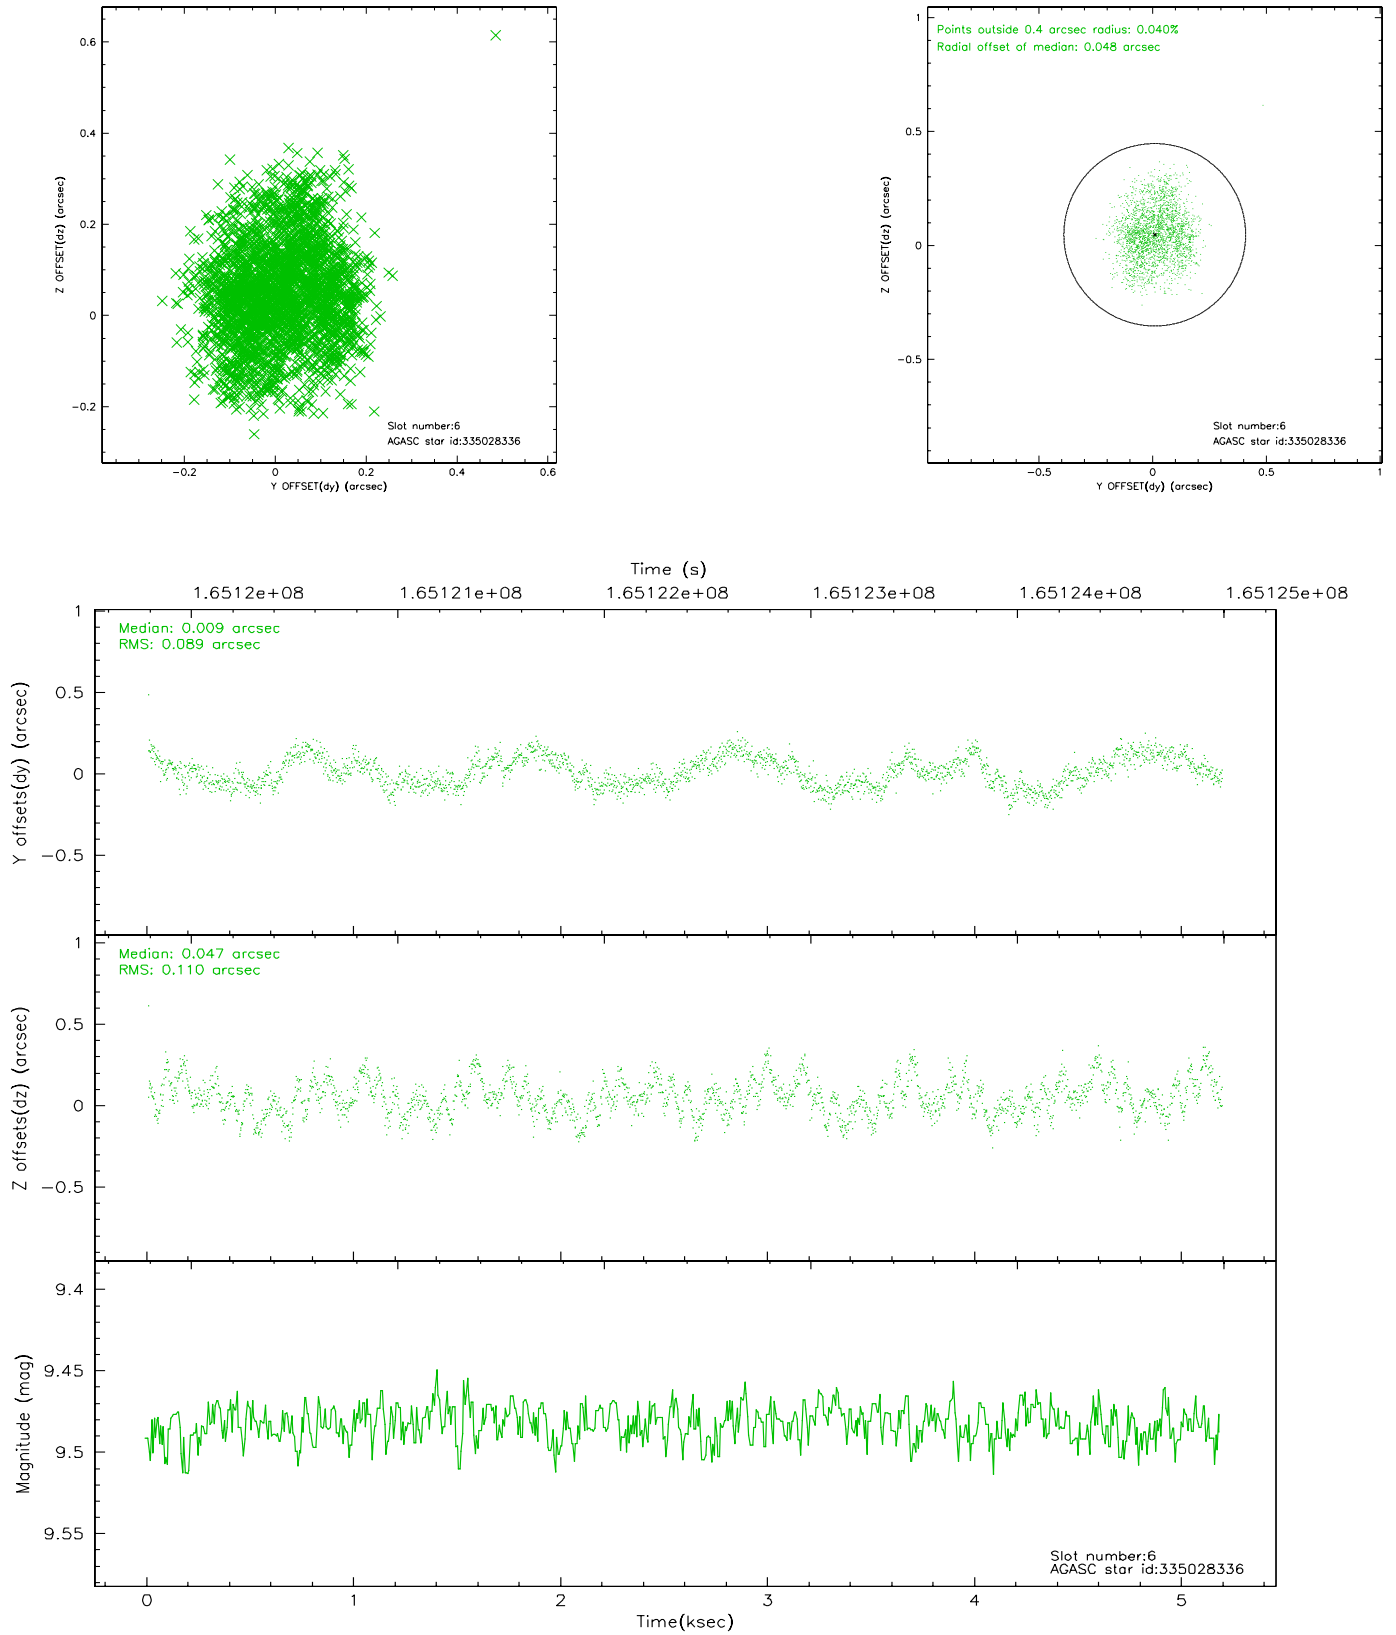 0.6
0.4
0.2
0
−0.2
Z OFFSET(dz) (arcsec)
−0.2 0 0.2 0.4 0.6
Y OFFSET(dy) (arcsec)
Slot number:6
AGASC star id:335028336
Points outside 0.4 arcsec radius: 0.040%
Radial offset of median: 0.048 arcsec
1
0.5
0
−0.5
Z OFFSET(dz) (arcsec)
−0.5 0 0.5 1
Y OFFSET(dy) (arcsec)
Slot number:6
AGASC star id:335028336
Time (s)
1.6512e+08 1.65121e+08 1.65122e+08 1.65123e+08 1.65124e+08 1.65125e+08
Median: 0.009 arcsec
RMS: 0.089 arcsec
1
0.5
0
−0.5
Y offsets(dy) (arcsec)
Median: 0.047 arcsec
RMS: 0.110 arcsec
1
0.5
0
−0.5
Z offsets(dz) (arcsec)
9.4
9.45
9.5
9.55
Magnitude (mag)
Slot number:6
AGASC star id:335028336
0 1 2 3 4 5
Time(ksec)